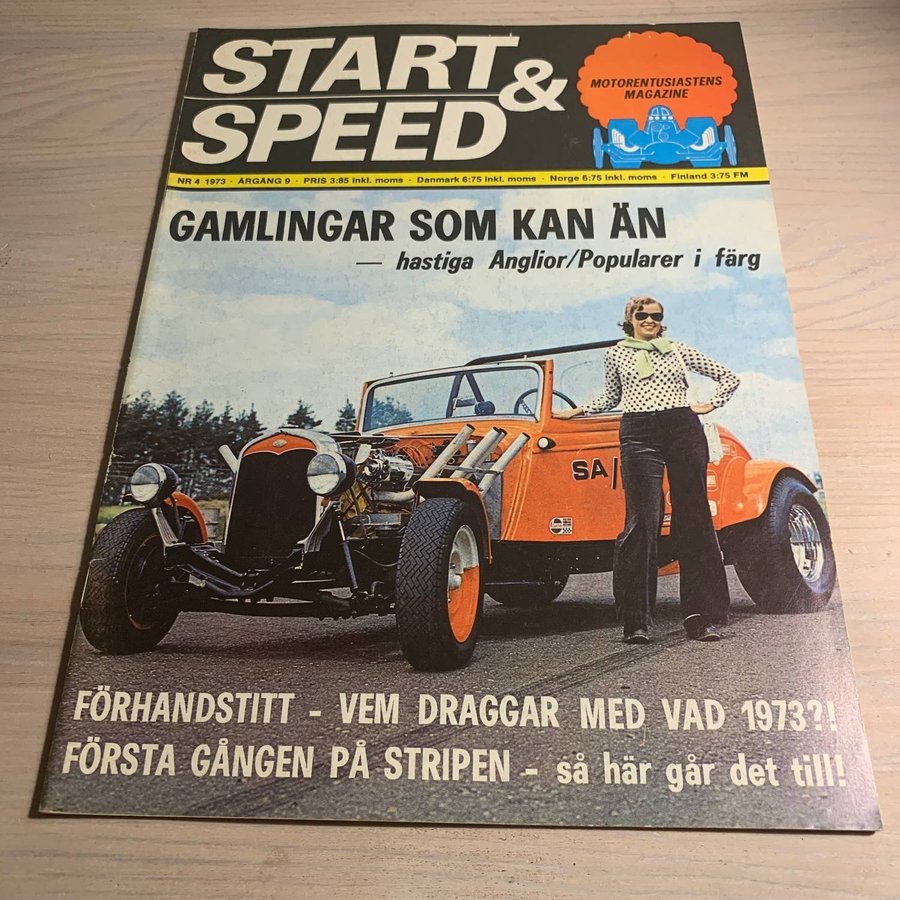 START
&
SPEED
MOTORENTUSIASTENS
MAGAZINE
NR 4 1973 · ÅRGÅNG 9 · PRIS 3:85 inkl. moms · Danmark 6:75 inkl. moms · Norge 6:75 inkl. moms · Finland 3:75 FM
GAMLINGAR SOM KAN ÄN
— hastiga Anglior/Popularer i färg
SA/
FÖRHANDSTITT - VEM DRAGGAR MED VAD 1973?!
FÖRSTA GÅNGEN PÅ STRIPEN - så här går det till!